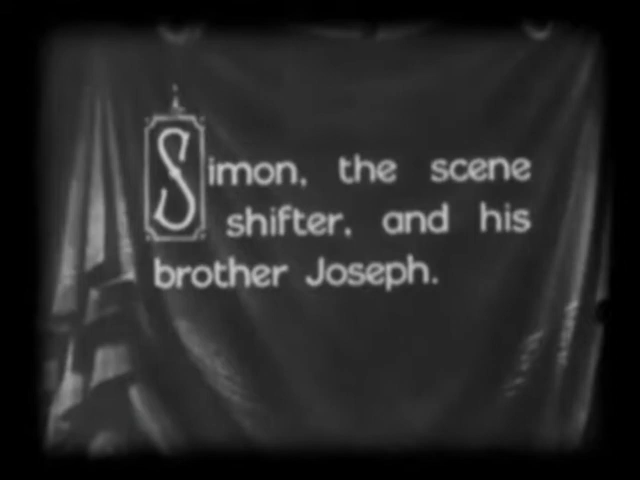 Simon, the scene
shifter, and his
brother Joseph.